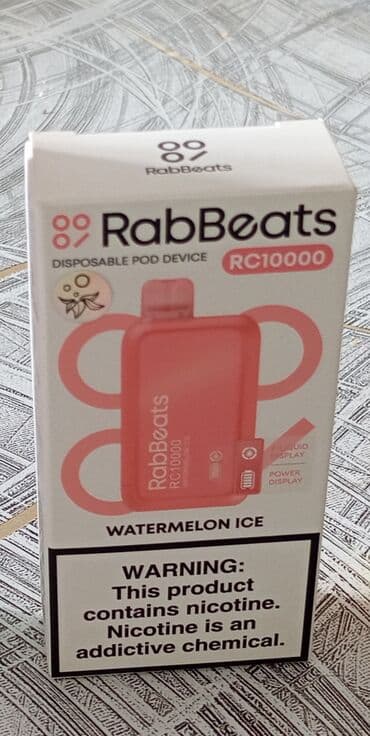 RabBeats
RabBeats
DISPOSABLE POD DEVICE RC10000
RabBeats
RC10000
E-LIQUID
DISPLAY
POWER
DISPLAY
WATERMELON ICE
WARNING:
This product
contains nicotine.
Nicotine is an
addictive chemical.